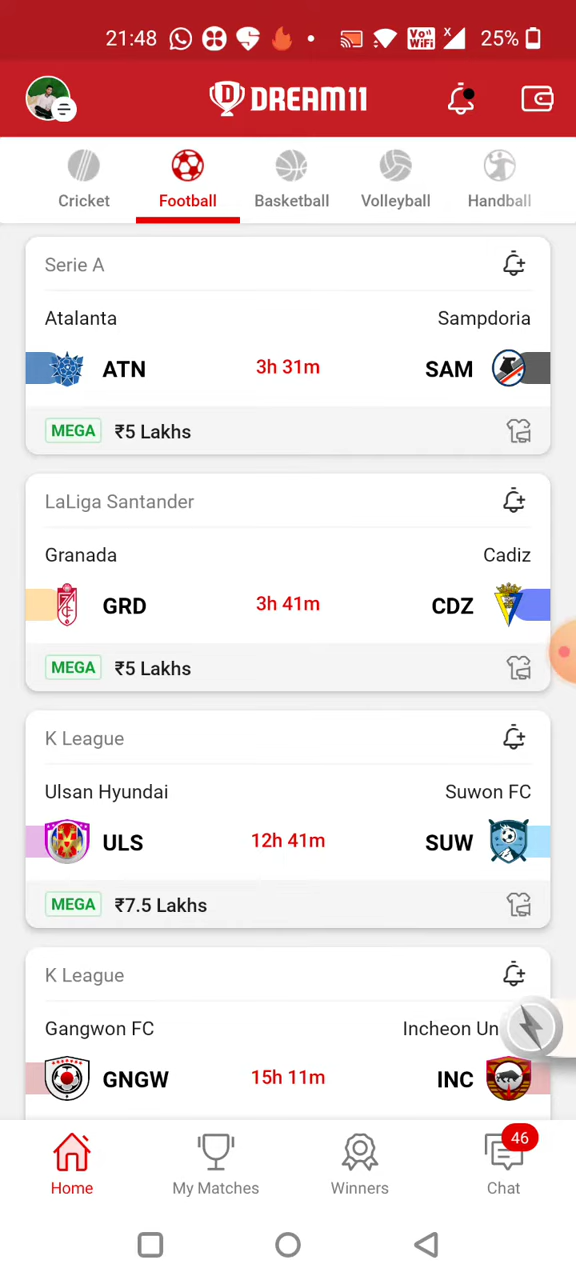 21:48 Vo)) WiFi X 25%
DREAM11
Cricket Football Basketball Volleyball Handball
Serie A
Atalanta Sampdoria
ATN 3h 31m SAM
MEGA ₹5 Lakhs
LaLiga Santander
Granada Cadiz
GRD 3h 41m CDZ
MEGA ₹5 Lakhs
K League
Ulsan Hyundai Suwon FC
ULS 12h 41m SUW
MEGA ₹7.5 Lakhs
K League
Gangwon FC Incheon Un
GNGW 15h 11m INC
46
Home My Matches Winners Chat